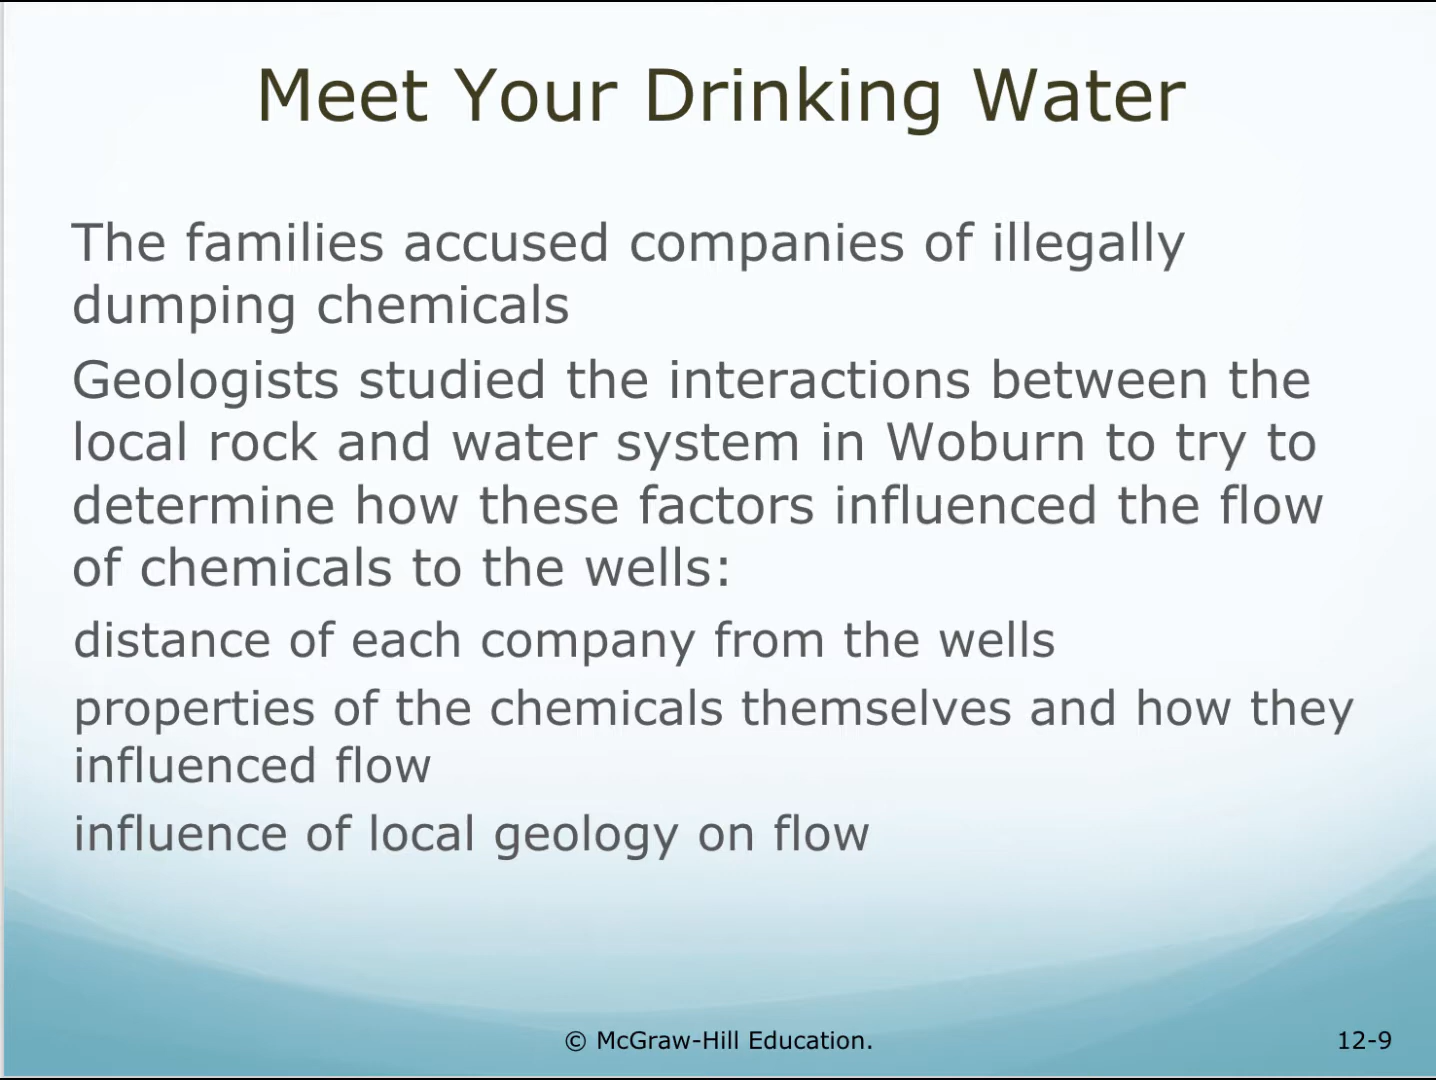 Meet Your Drinking Water
The families accused companies of illegally
dumping chemicals
Geologists studied the interactions between the
local rock and water system in Woburn to try to
determine how these factors influenced the flow
of chemicals to the wells:
distance of each company from the wells
properties of the chemicals themselves and how they
influenced flow
influence of local geology on flow
© McGraw-Hill Education.
12-9